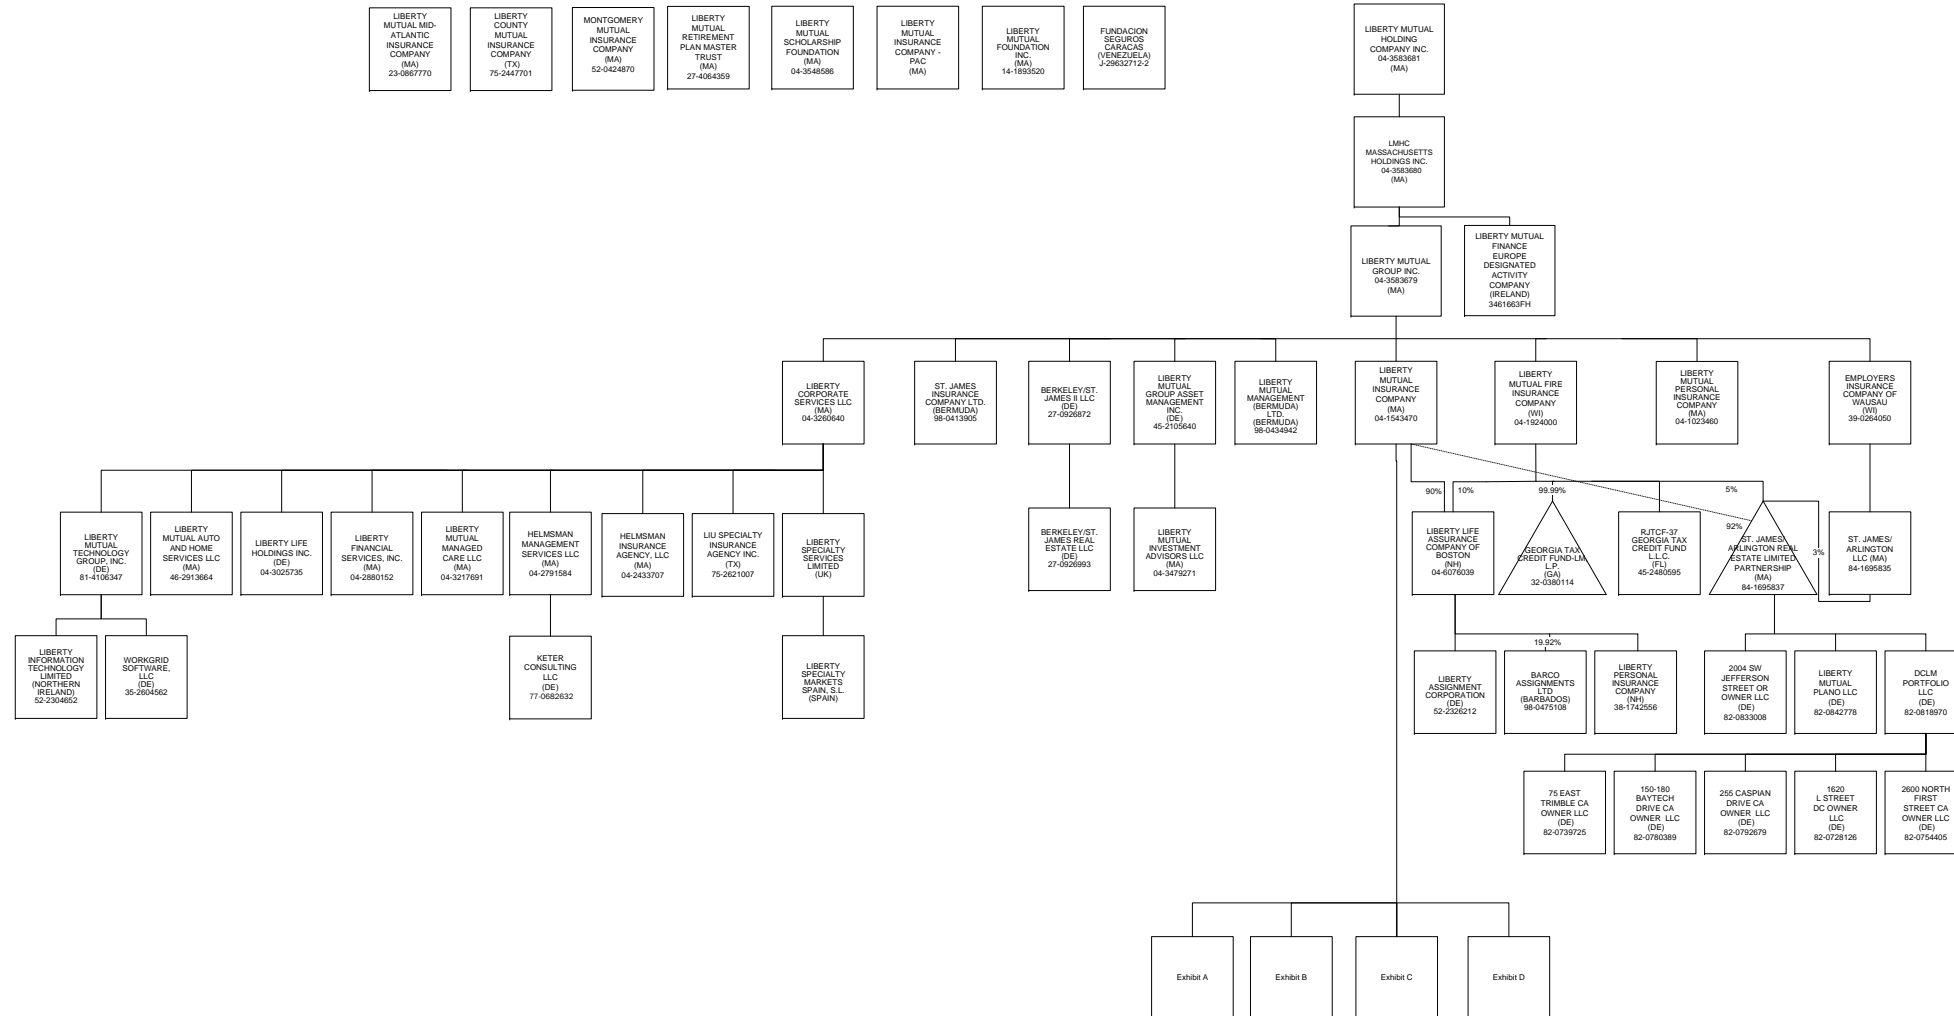 LIBERTY
MUTUAL MID-
ATLANTIC
INSURANCE
COMPANY
(MA)
23-0867770
LIBERTY
COUNTY
MUTUAL
INSURANCE
COMPANY
(TX)
75-2447701
MONTGOMERY
MUTUAL
INSURANCE
COMPANY
(MA)
52-0424870
LIBERTY
MUTUAL
RETIREMENT
PLAN MASTER
TRUST
(MA)
27-4064359
LIBERTY
MUTUAL
SCHOLARSHIP
FOUNDATION
(MA)
04-3548586
LIBERTY
MUTUAL
INSURANCE
COMPANY -
PAC
(MA)
LIBERTY
MUTUAL
FOUNDATION
INC.
(MA)
14-1893520
FUNDACION
SEGUROS
CARACAS
(VENEZUELA)
J-29632712-2
LIBERTY MUTUAL
HOLDING
COMPANY INC.
04-3583681
(MA)
LMHC
MASSACHUSETTS
HOLDINGS INC.
04-3583680
(MA)
LIBERTY MUTUAL
GROUP INC.
04-3583679
(MA)
LIBERTY MUTUAL
FINANCE
EUROPE
DESIGNATED
ACTIVITY
COMPANY
(IRELAND)
3461663FH
LIBERTY
CORPORATE
SERVICES LLC
(MA)
04-3260640
ST. JAMES
INSURANCE
COMPANY LTD.
(BERMUDA)
98-0413905
BERKELEY/ST.
JAMES II LLC
(DE)
27-0926872
LIBERTY
MUTUAL
GROUP ASSET
MANAGEMENT
INC.
(DE)
45-2105640
LIBERTY
MUTUAL
MANAGEMENT
(BERMUDA)
LTD.
(BERMUDA)
98-0434942
LIBERTY
MUTUAL
INSURANCE
COMPANY
(MA)
04-1543470
LIBERTY
MUTUAL FIRE
INSURANCE
COMPANY
(WI)
04-1924000
LIBERTY
MUTUAL
PERSONAL
INSURANCE
COMPANY
(MA)
04-1023460
EMPLOYERS
INSURANCE
COMPANY OF
WAUSAU
(WI)
39-0264050
90%
10%
99.99%
5%
92%
3%
LIBERTY
MUTUAL
TECHNOLOGY
GROUP, INC.
(DE)
81-4106347
LIBERTY
MUTUAL AUTO
AND HOME
SERVICES LLC
(MA)
46-2913664
LIBERTY LIFE
HOLDINGS INC.
(DE)
04-3025735
LIBERTY
FINANCIAL
SERVICES, INC.
(MA)
04-2880152
LIBERTY
MUTUAL
MANAGED
CARE LLC
(MA)
04-3217691
HELMSMAN
MANAGEMENT
SERVICES LLC
(MA)
04-2791584
HELMSMAN
INSURANCE
AGENCY, LLC
(MA)
04-2433707
LIU SPECIALTY
INSURANCE
AGENCY INC.
(TX)
75-2621007
LIBERTY
SPECIALTY
SERVICES
LIMITED
(UK)
BERKELEY/ST.
JAMES REAL
ESTATE LLC
(DE)
27-0926993
LIBERTY
MUTUAL
INVESTMENT
ADVISORS LLC
(MA)
04-3479271
LIBERTY LIFE
ASSURANCE
COMPANY OF
BOSTON
(NH)
04-6076039
GEORGIA TAX
CREDIT FUND-LM
L.P.
(GA)
32-0380114
RJTCF-37
GEORGIA TAX
CREDIT FUND
L.L.C.
(FL)
45-2480595
ST. JAMES/
ARLINGTON REAL
ESTATE LIMITED
PARTNERSHIP
(MA)
84-1695837
ST. JAMES/
ARLINGTON
LLC (MA)
84-1695835
LIBERTY
INFORMATION
TECHNOLOGY
LIMITED
(NORTHERN
IRELAND)
52-2304652
WORKGRID
SOFTWARE,
LLC
(DE)
35-2604562
KETER
CONSULTING
LLC
(DE)
77-0682632
LIBERTY
SPECIALTY
MARKETS
SPAIN, S.L.
(SPAIN)
19.92%
LIBERTY
ASSIGNMENT
CORPORATION
(DE)
52-2326212
BARCO
ASSIGNMENTS
LTD
(BARBADOS)
98-0475108
LIBERTY
PERSONAL
INSURANCE
COMPANY
(NH)
38-1742556
2004 SW
JEFFERSON
STREET OR
OWNER LLC
(DE)
82-0833008
LIBERTY
MUTUAL
PLANO LLC
(DE)
82-0842778
DCLM
PORTFOLIO
LLC
(DE)
82-0818970
75 EAST
TRIMBLE CA
OWNER LLC
(DE)
82-0739725
150-180
BAYTECH
DRIVE CA
OWNER LLC
(DE)
82-0780389
255 CASPIAN
DRIVE CA
OWNER LLC
(DE)
82-0792679
1620
L STREET
DC OWNER
LLC
(DE)
82-0728126
2600 NORTH
FIRST
STREET CA
OWNER LLC
(DE)
82-0754405
Exhibit A
Exhibit B
Exhibit C
Exhibit D